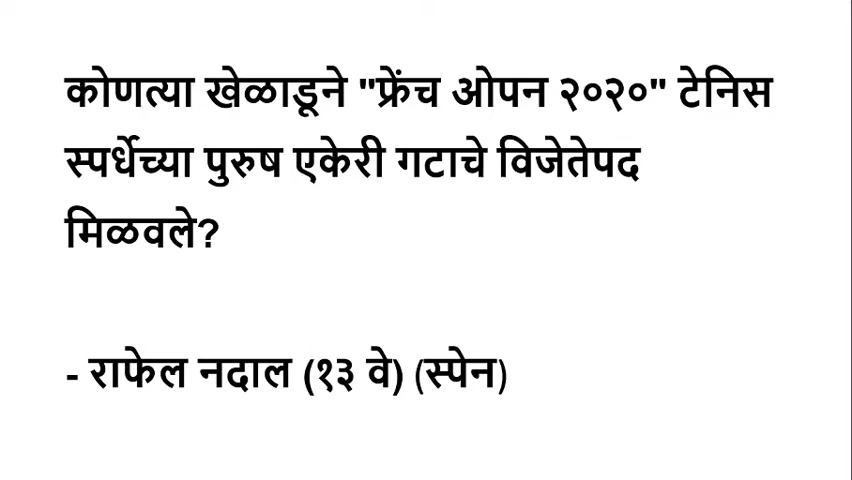 कोणत्या खेळाडूने "फ्रेंच ओपन २०२०" टेनिस
स्पर्धेच्या पुरुष एकेरी गटाचे विजेतेपद
मिळवले?
- राफेल नदाल (१३ वे) (स्पेन)